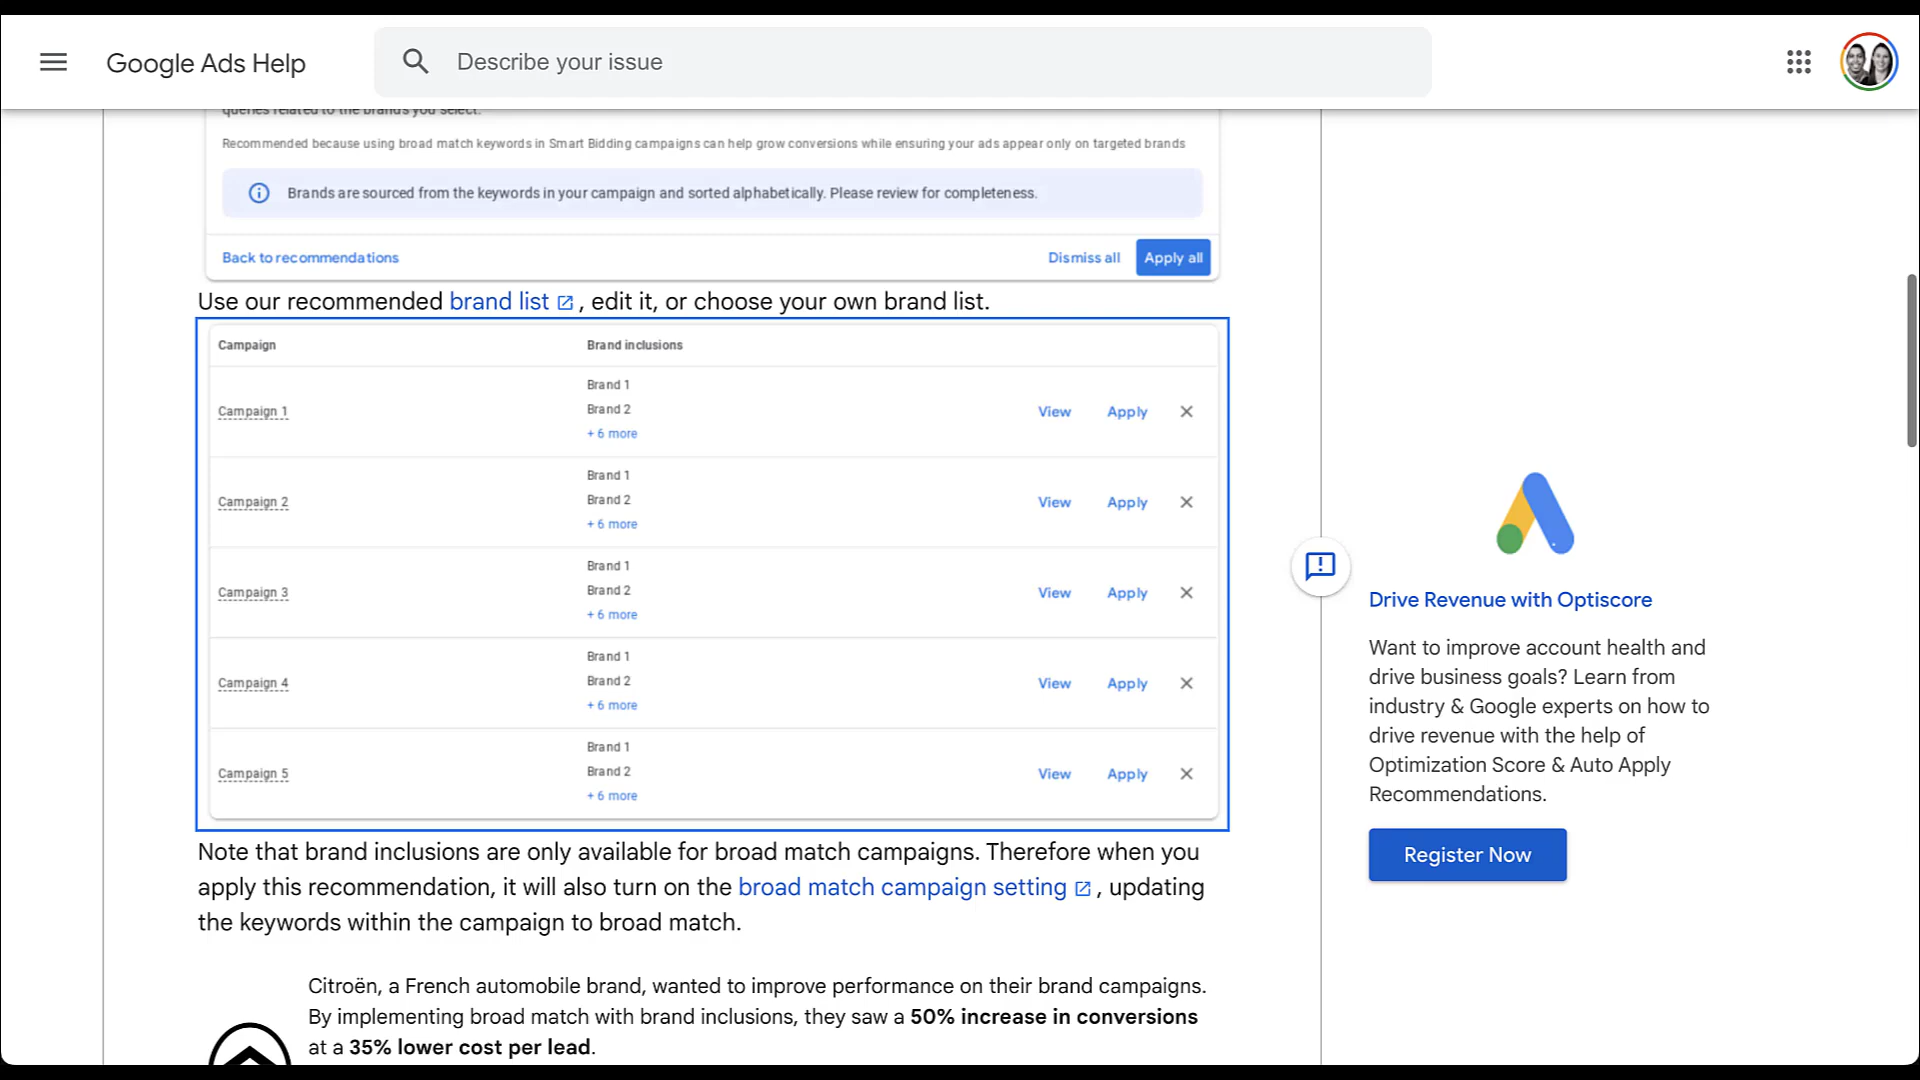 Google Ads Help
Describe your issue
queries related to the brands you select.
Recommended because using broad match keywords in Smart Bidding campaigns can help grow conversions while ensuring your ads appear only on targeted brands
Brands are sourced from the keywords in your campaign and sorted alphabetically. Please review for completeness.
Back to recommendations Dismiss all Apply all
Use our recommended brand list , edit it, or choose your own brand list.
Campaign Brand inclusions
Brand 1
Brand 2
+ 6 more
Campaign 1 View Apply
Brand 1
Brand 2
+ 6 more
Campaign 2 View Apply
Brand 1
Brand 2
+ 6 more
Campaign 3 View Apply
Brand 1
Brand 2
+ 6 more
Campaign 4 View Apply
Brand 1
Brand 2
+ 6 more
Campaign 5 View Apply
Note that brand inclusions are only available for broad match campaigns. Therefore when you
apply this recommendation, it will also turn on the broad match campaign setting , updating
the keywords within the campaign to broad match.
Citroën, a French automobile brand, wanted to improve performance on their brand campaigns.
By implementing broad match with brand inclusions, they saw a 50% increase in conversions
at a 35% lower cost per lead.
Drive Revenue with Optiscore
Want to improve account health and
drive business goals? Learn from
industry & Google experts on how to
drive revenue with the help of
Optimization Score & Auto Apply
Recommendations.
Register Now